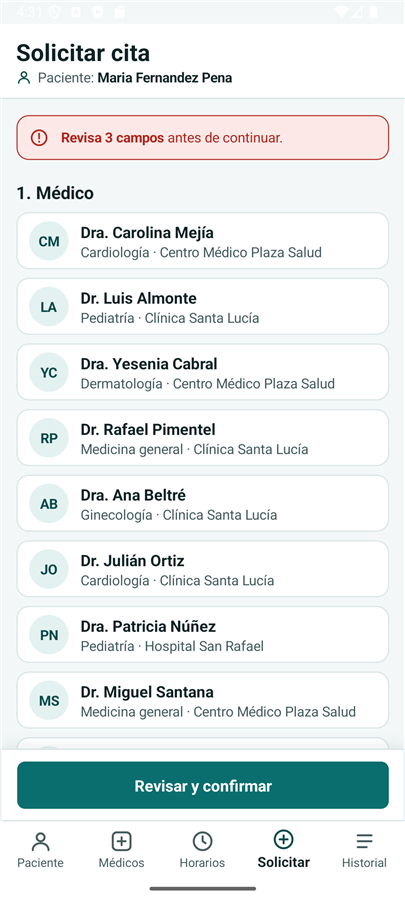 4:31
Solicitar cita
Paciente: Maria Fernandez Pena
Revisa 3 campos antes de continuar.
1. Médico
CM
Dra. Carolina Mejía
Cardiología · Centro Médico Plaza Salud
LA
Dr. Luis Almonte
Pediatría · Clínica Santa Lucía
YC
Dra. Yesenia Cabral
Dermatología · Centro Médico Plaza Salud
RP
Dr. Rafael Pimentel
Medicina general · Clínica Santa Lucía
AB
Dra. Ana Beltré
Ginecología · Clínica Santa Lucía
JO
Dr. Julián Ortiz
Cardiología · Clínica Santa Lucía
PN
Dra. Patricia Núñez
Pediatría · Hospital San Rafael
MS
Dr. Miguel Santana
Medicina general · Centro Médico Plaza Salud
Revisar y confirmar
Paciente
Médicos
Horarios
Solicitar
Historial